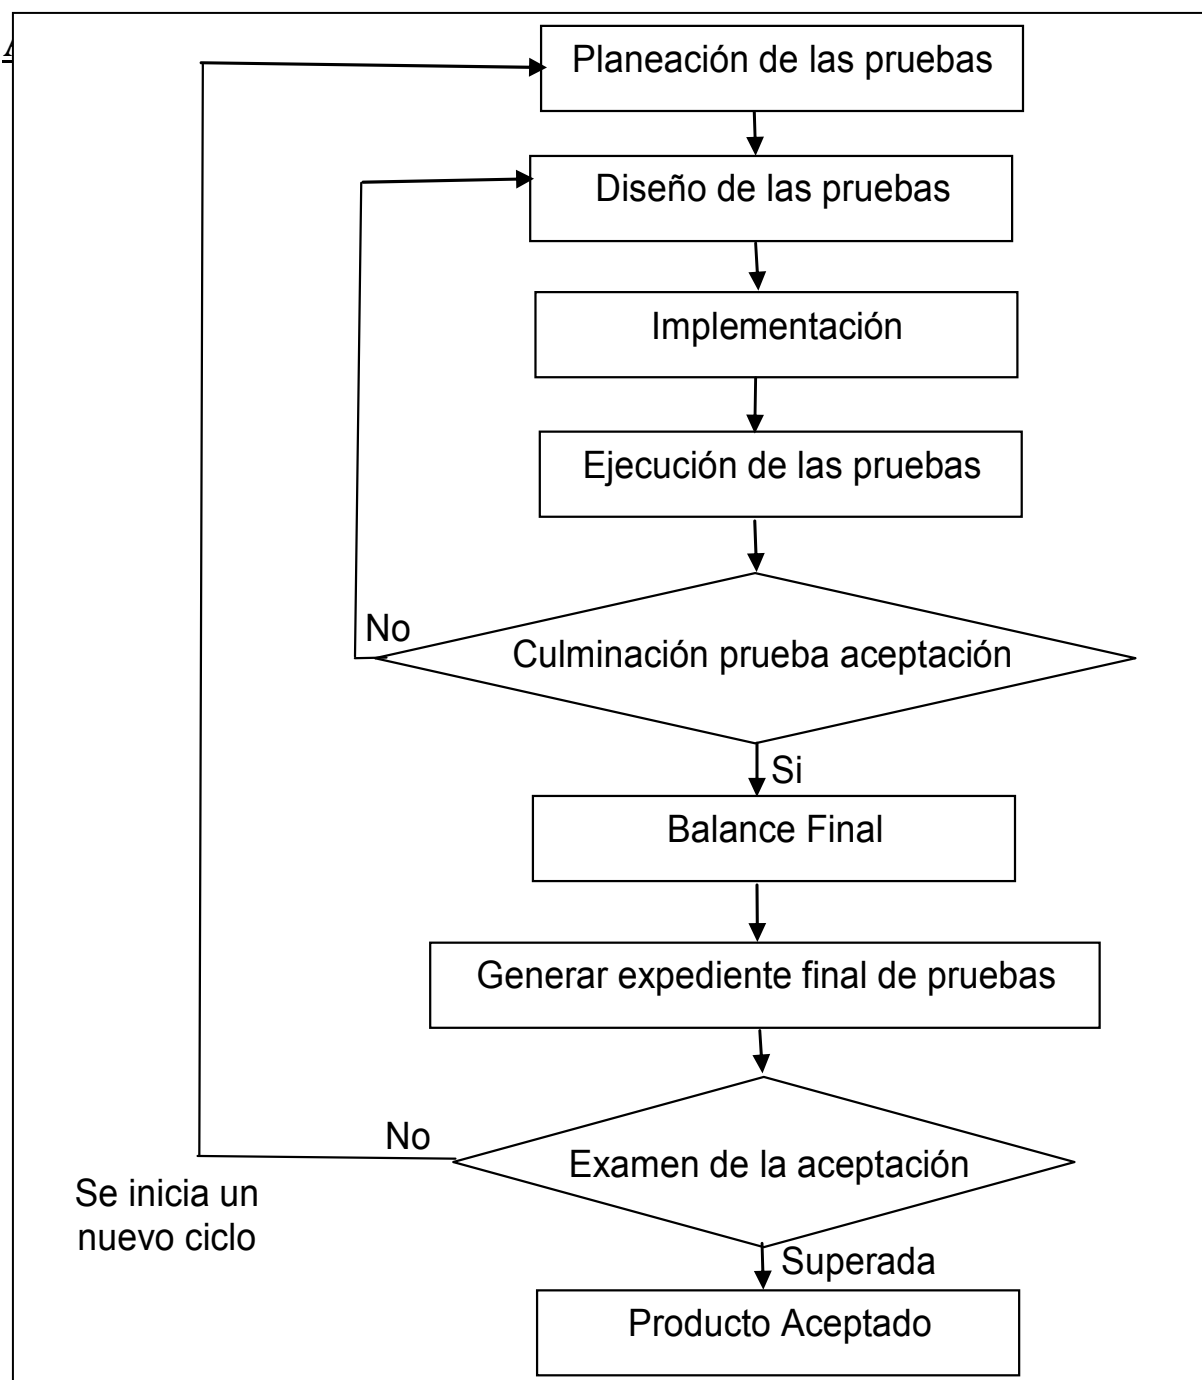 Planeación de las pruebas
Diseño de las pruebas
Implementación
Ejecución de las pruebas
No
Culminación prueba aceptación
Si
Balance Final
Generar expediente final de pruebas
No
Examen de la aceptación
Se inicia un
nuevo ciclo
Superada
Producto Aceptado